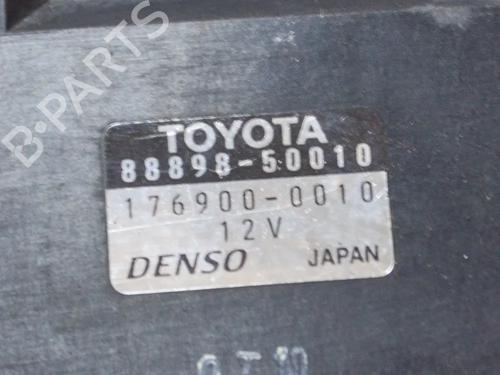 TOYOTA
88898-50010
176900-0010
12V
DENSO JAPAN
B-PARTS